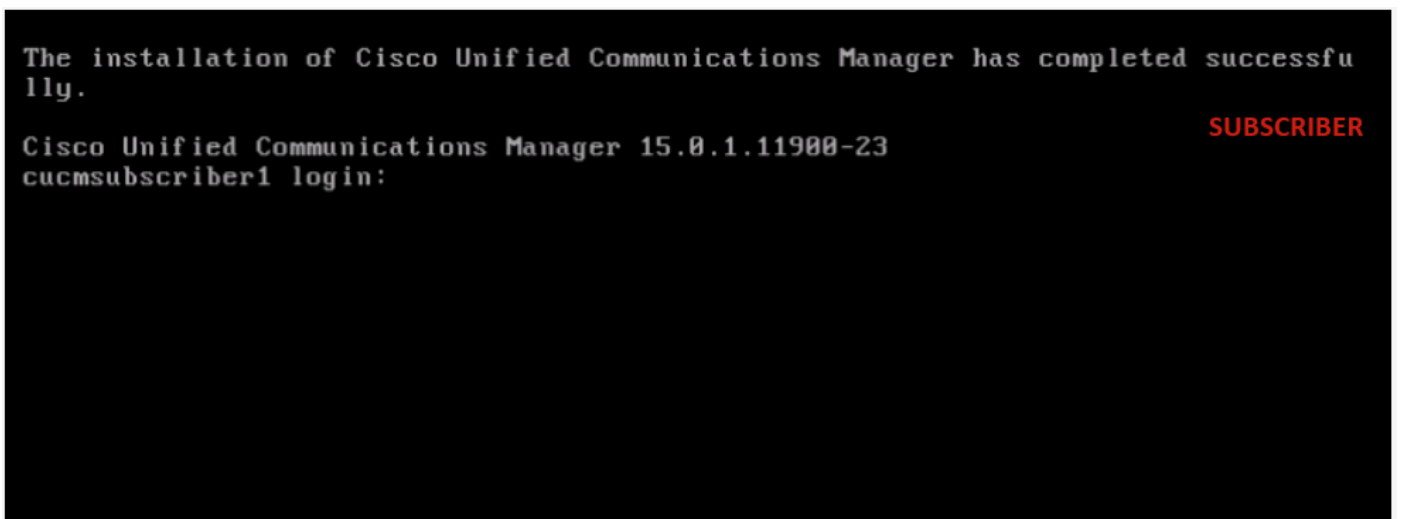 The installation of Cisco Unified Communications Manager has completed successfu
lly.
SUBSCRIBER
Cisco Unified Communications Manager 15.0.1.11900-23
cucmsubscriber1 login: